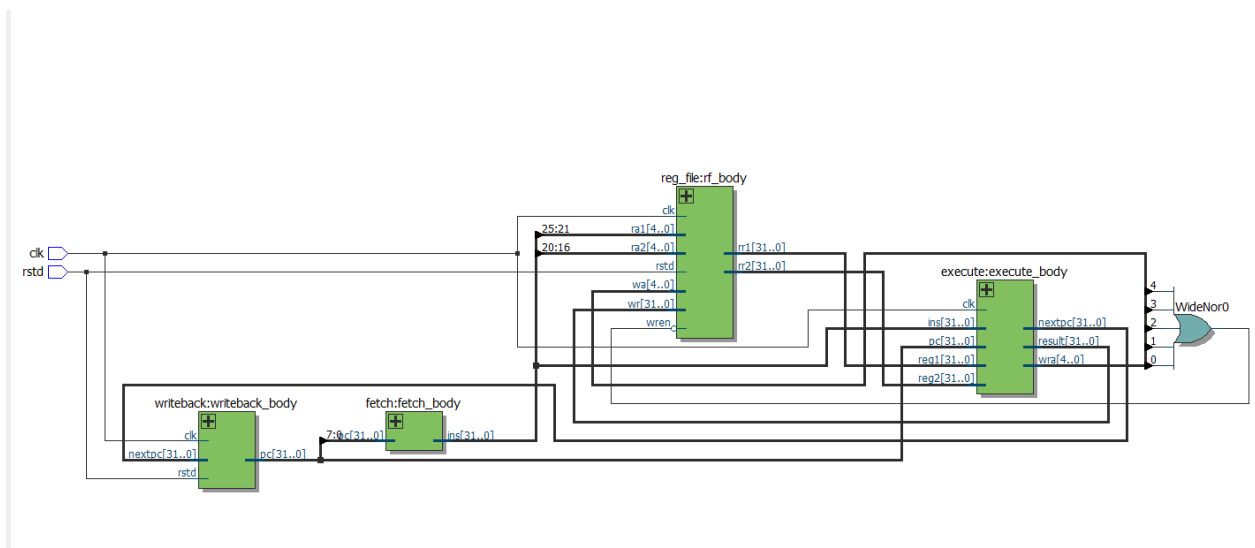 reg_file:rf_body
clk
25:21 ra1[4..0]
20:16 ra2[4..0]
rstd
wa[4..0]
wr[31..0]
wren
rr1[31..0]
rr2[31..0]
clk
rstd
execute:execute_body
clk
ins[31..0]
pc[31..0]
reg1[31..0]
reg2[31..0]
nextpc[31..0]
result[31..0]
wra[4..0]
4
3
2
1
0
WideNor0
writeback:writeback_body
clk
nextpc[31..0]
rstd
pc[31..0]
fetch:fetch_body
7:0 pc[31..0]
ins[31..0]